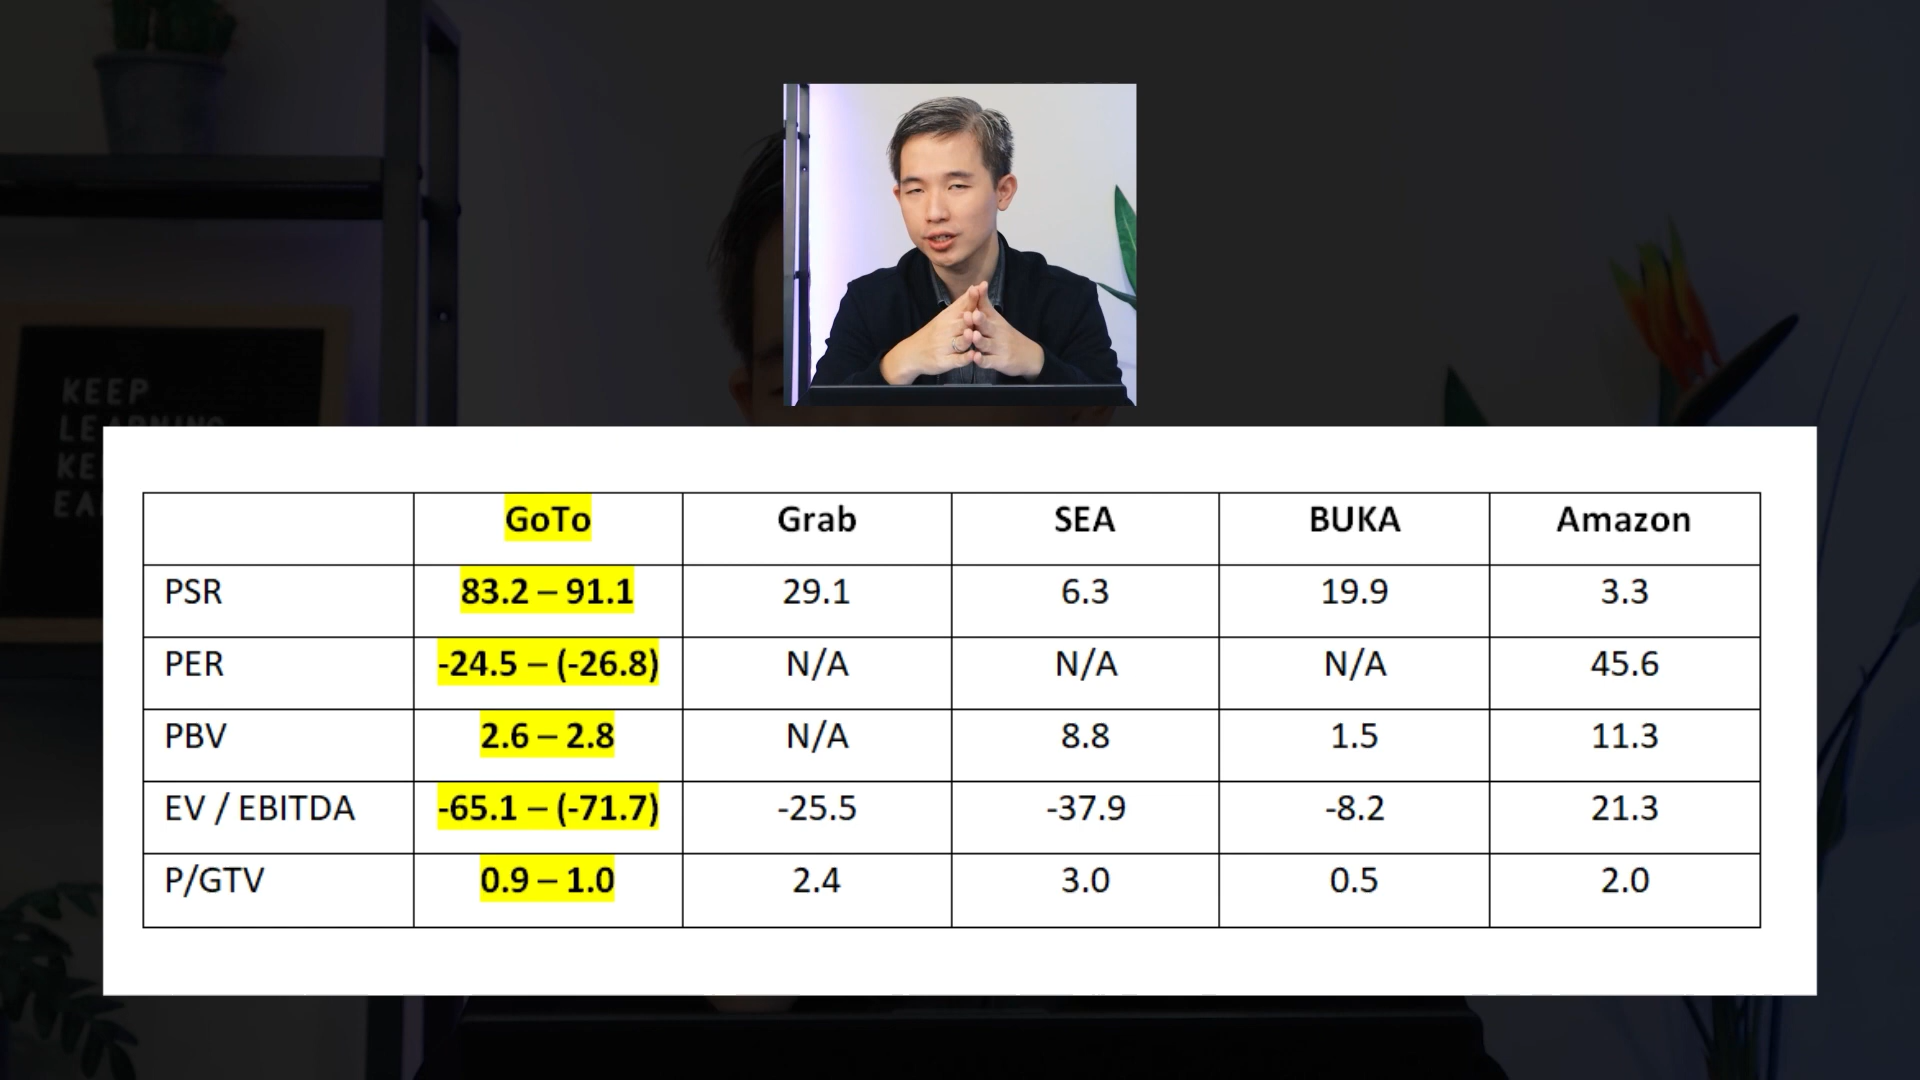 KEEP
GoTo Grab SEA BUKA Amazon
PSR 83.2 – 91.1 29.1 6.3 19.9 3.3
PER -24.5 – (-26.8) N/A N/A N/A 45.6
PBV 2.6 – 2.8 N/A 8.8 1.5 11.3
EV / EBITDA -65.1 – (-71.7) -25.5 -37.9 -8.2 21.3
P/GTV 0.9 – 1.0 2.4 3.0 0.5 2.0